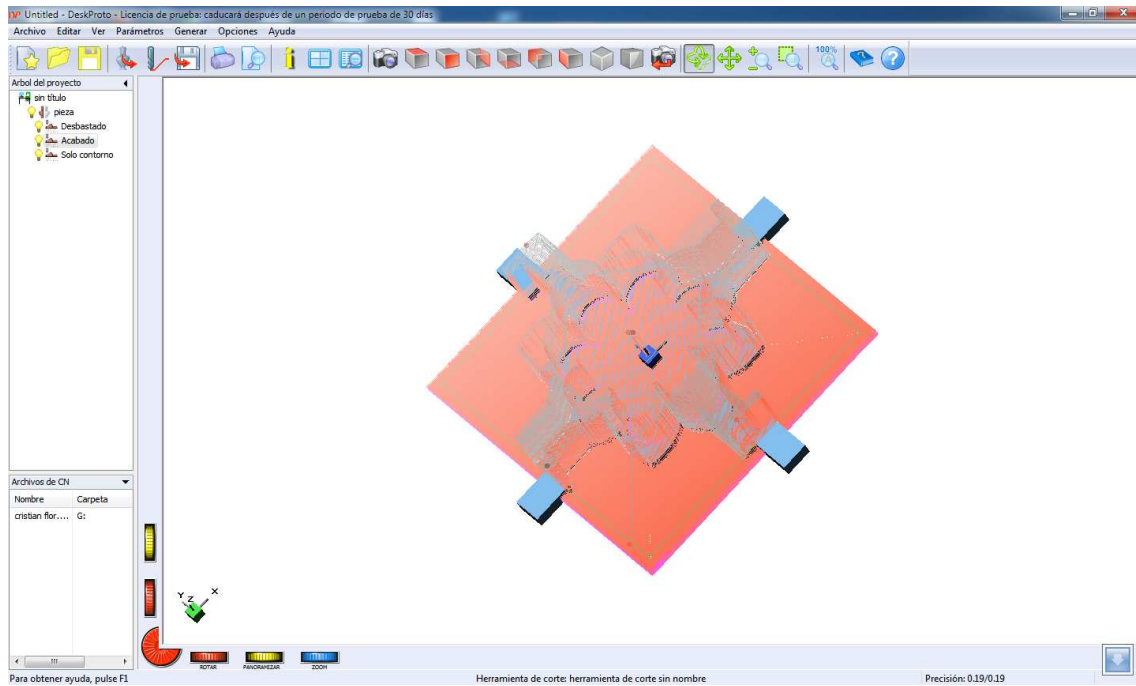 Untitled - DeskProto - Licencia de prueba: caducará después de un periodo de prueba de 30 días
Archivo Editar Ver Parámetros Generar Opciones Ayuda
100%
Arbol del proyecto
sin título
pieza
Desbastado
Acabado
Solo contorno
Archivos de CN
Nombre Carpeta
cristian flor.... G:
Y Z X
ROTAR PANORAMIZAR ZOOM
Para obtener ayuda, pulse F1 Herramienta de corte: herramienta de corte sin nombre Precisión: 0.19/0.19